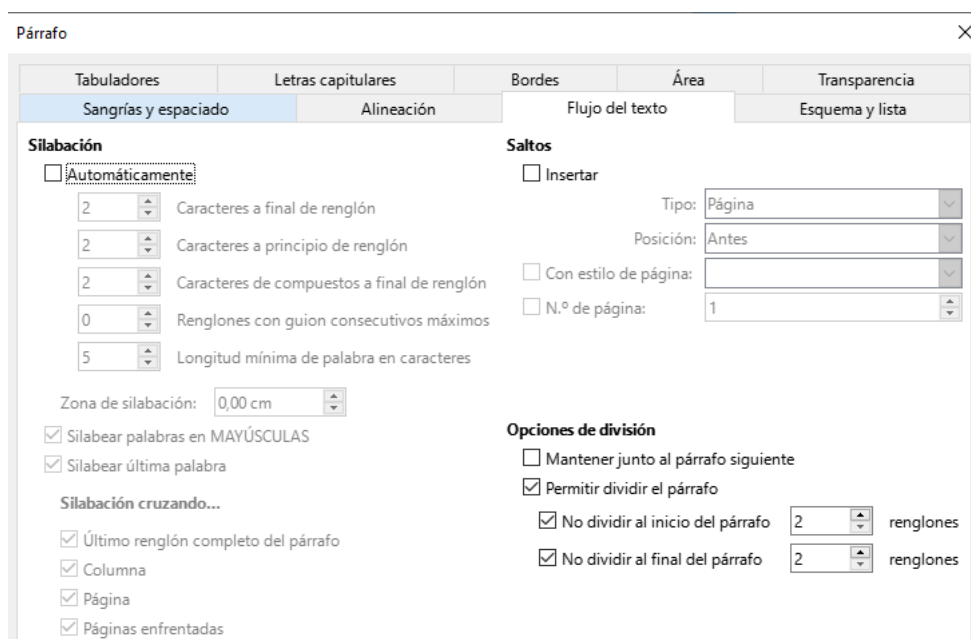 Párrafo
Tabuladores
Letras capitulares
Bordes
Área
Transparencia
Sangrías y espaciado
Alineación
Flujo del texto
Esquema y lista
Silabación
Automáticamente
2 Caracteres a final de renglón
2 Caracteres a principio de renglón
2 Caracteres de compuestos a final de renglón
0 Renglones con guion consecutivos máximos
5 Longitud mínima de palabra en caracteres
Zona de silabación: 0,00 cm
Silabear palabras en MAYÚSCULAS
Silabear última palabra
Silabación cruzando...
Último renglón completo del párrafo
Columna
Página
Páginas enfrentadas
Saltos
Insertar
Tipo: Página
Posición: Antes
Con estilo de página:
N.º de página: 1
Opciones de división
Mantener junto al párrafo siguiente
Permitir dividir el párrafo
No dividir al inicio del párrafo 2 renglones
No dividir al final del párrafo 2 renglones